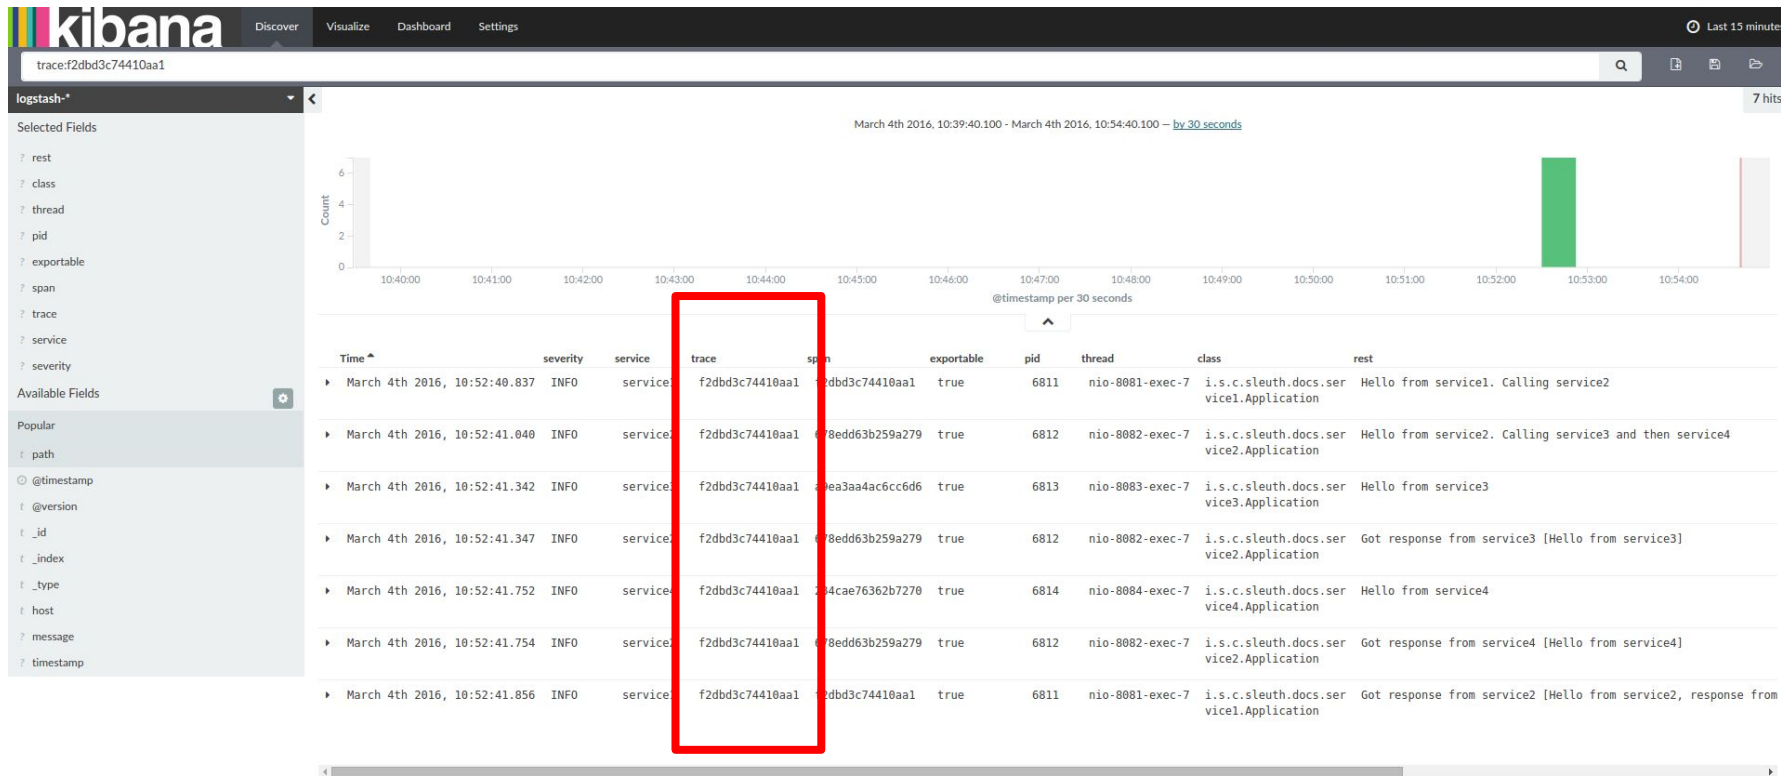 kibana
Discover Visualize Dashboard Settings Last 15 minutes
trace:f2dbd3c74410aa1
logstash-*
7 hits
Selected Fields
March 4th 2016, 10:39:40.100 - March 4th 2016, 10:54:40.100 — by 30 seconds
? rest
? class
? thread
? pid
? exportable
? span
? trace
? service
? severity
Available Fields
Popular
t path
@timestamp
t @version
t _id
t _index
t _type
t host
? message
? timestamp
Count
6
4
2
0
10:40:00 10:41:00 10:42:00 10:43:00 10:44:00 10:45:00 10:46:00 10:47:00 10:48:00 10:49:00 10:50:00 10:51:00 10:52:00 10:53:00 10:54:00
@timestamp per 30 seconds
Time severity service trace span exportable pid thread class rest
March 4th 2016, 10:52:40.837 INFO service1 f2dbd3c74410aa1 f2dbd3c74410aa1 true 6811 nio-8081-exec-7 i.s.c.sleuth.docs.ser Hello from service1. Calling service2
vice1.Application
March 4th 2016, 10:52:41.040 INFO service2 f2dbd3c74410aa1 678edd63b259a279 true 6812 nio-8082-exec-7 i.s.c.sleuth.docs.ser Hello from service2. Calling service3 and then service4
vice2.Application
March 4th 2016, 10:52:41.342 INFO service3 f2dbd3c74410aa1 true 6813 nio-8083-exec-7 i.s.c.sleuth.docs.ser Hello from service3
vice3.Application
March 4th 2016, 10:52:41.347 INFO service2 f2dbd3c74410aa1 678edd63b259a279 true 6812 nio-8082-exec-7 i.s.c.sleuth.docs.ser Got response from service3 [Hello from service3]
vice2.Application
March 4th 2016, 10:52:41.752 INFO service4 f2dbd3c74410aa1 true 6814 nio-8084-exec-7 i.s.c.sleuth.docs.ser Hello from service4
vice4.Application
March 4th 2016, 10:52:41.754 INFO service2 f2dbd3c74410aa1 678edd63b259a279 true 6812 nio-8082-exec-7 i.s.c.sleuth.docs.ser Got response from service4 [Hello from service4]
vice2.Application
March 4th 2016, 10:52:41.856 INFO service1 f2dbd3c74410aa1 f2dbd3c74410aa1 true 6811 nio-8081-exec-7 i.s.c.sleuth.docs.ser Got response from service2 [Hello from service2, response from
vice1.Application